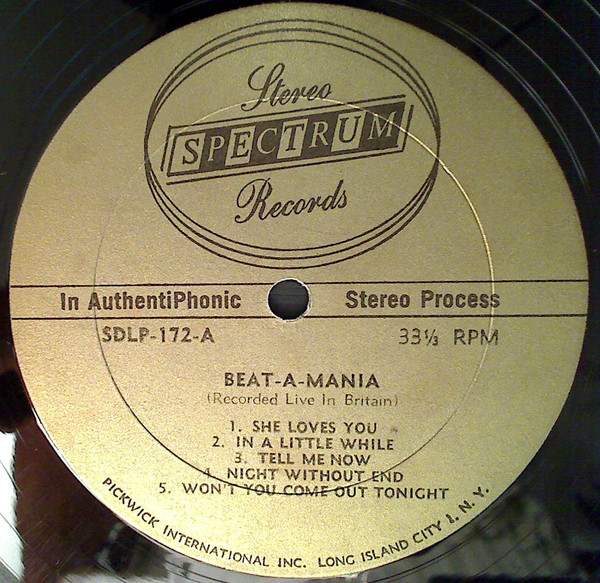 Stereo
SPECTRUM
Records
In AuthentiPhonic Stereo Process
SDLP-172-A 33⅓ RPM
BEAT-A-MANIA
(Recorded Live In Britain)
1. SHE LOVES YOU
2. IN A LITTLE WHILE
3. TELL ME NOW
4. NIGHT WITHOUT END
5. WON'T YOU COME OUT TONIGHT
PICKWICK INTERNATIONAL INC. LONG ISLAND CITY 1, N. Y.